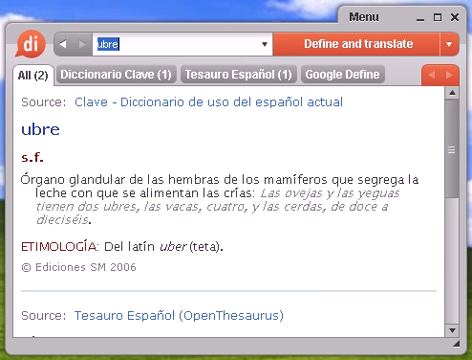 Menu
di
ubre
Define and translate
All (2)
Diccionario Clave (1)
Tesauro Español (1)
Google Define
Source: Clave - Diccionario de uso del español actual
ubre
s.f.
Órgano glandular de las hembras de los mamíferos que segrega la
leche con que se alimentan las crías: Las ovejas y las yeguas
tienen dos ubres, las vacas, cuatro, y las cerdas, de doce a
dieciséis.
ETIMOLOGÍA: Del latín uber (teta).
© Ediciones SM 2006
Source: Tesauro Español (OpenThesaurus)